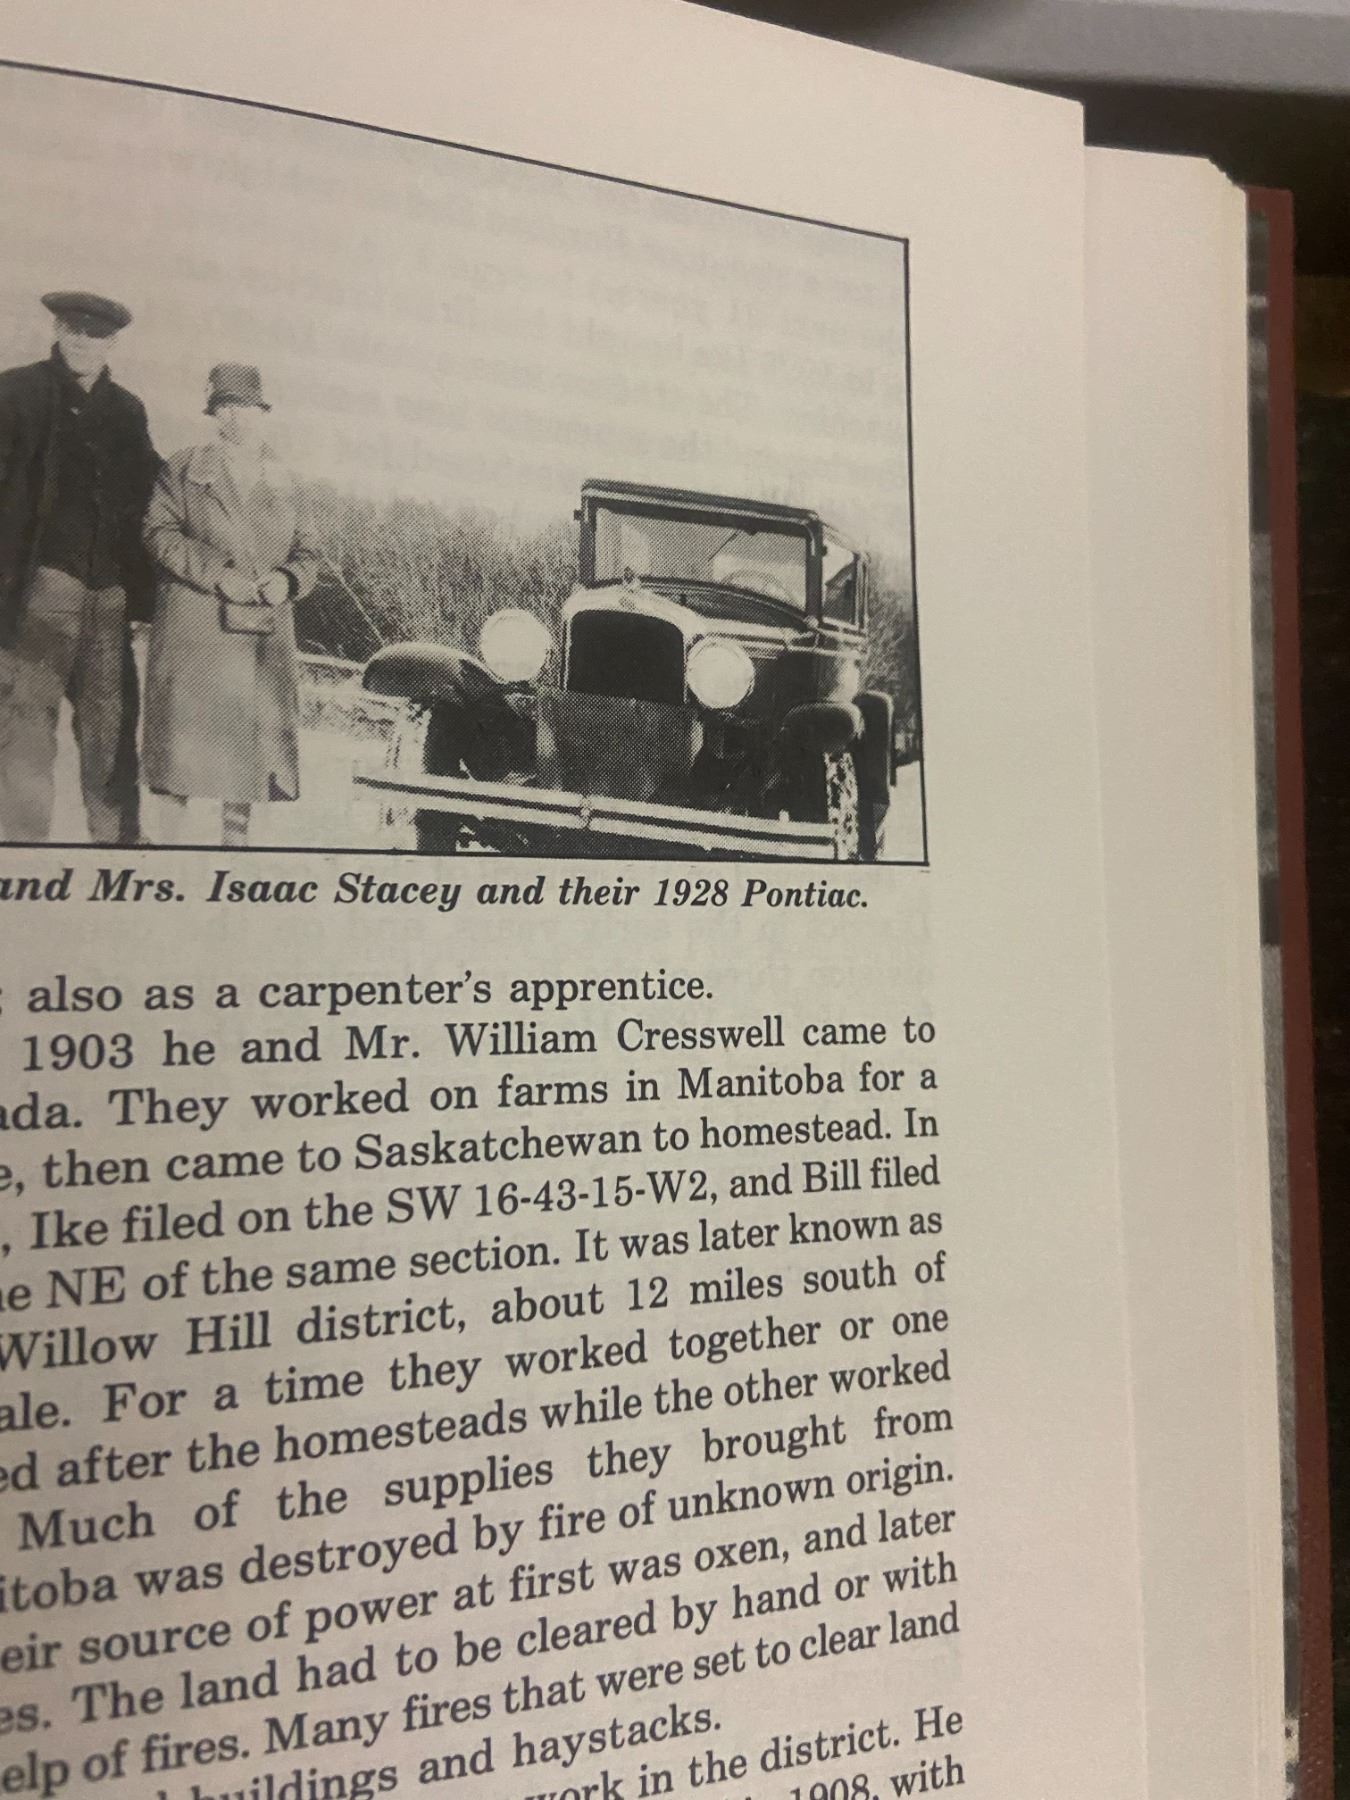 and Mrs. Isaac Stacey and their 1928 Pontiac.
also as a carpenter's apprentice.
1903 he and Mr. William Cresswell came to
ada. They worked on farms in Manitoba for a
e, then came to Saskatchewan to homestead. In
, Ike filed on the SW 16-43-15-W2, and Bill filed
e NE of the same section. It was later known as
Willow Hill district, about 12 miles south of
ale. For a time they worked together or one
ed after the homesteads while the other worked
Much of the supplies they brought from
itoba was destroyed by fire of unknown origin.
eir source of power at first was oxen, and later
es. The land had to be cleared by hand or with
elp of fires. Many fires that were set to clear land
buildings and haystacks.
work in the district. He
1908, with